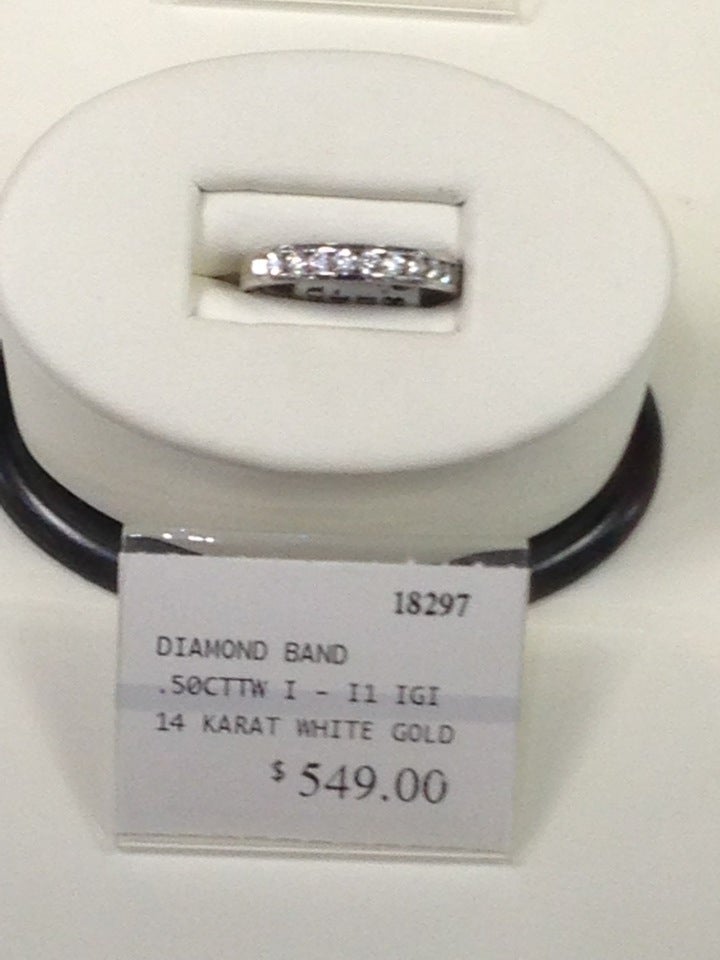 18297
DIAMOND BAND
.50CTTW I - I1 IGI
14 KARAT WHITE GOLD
$ 549.00